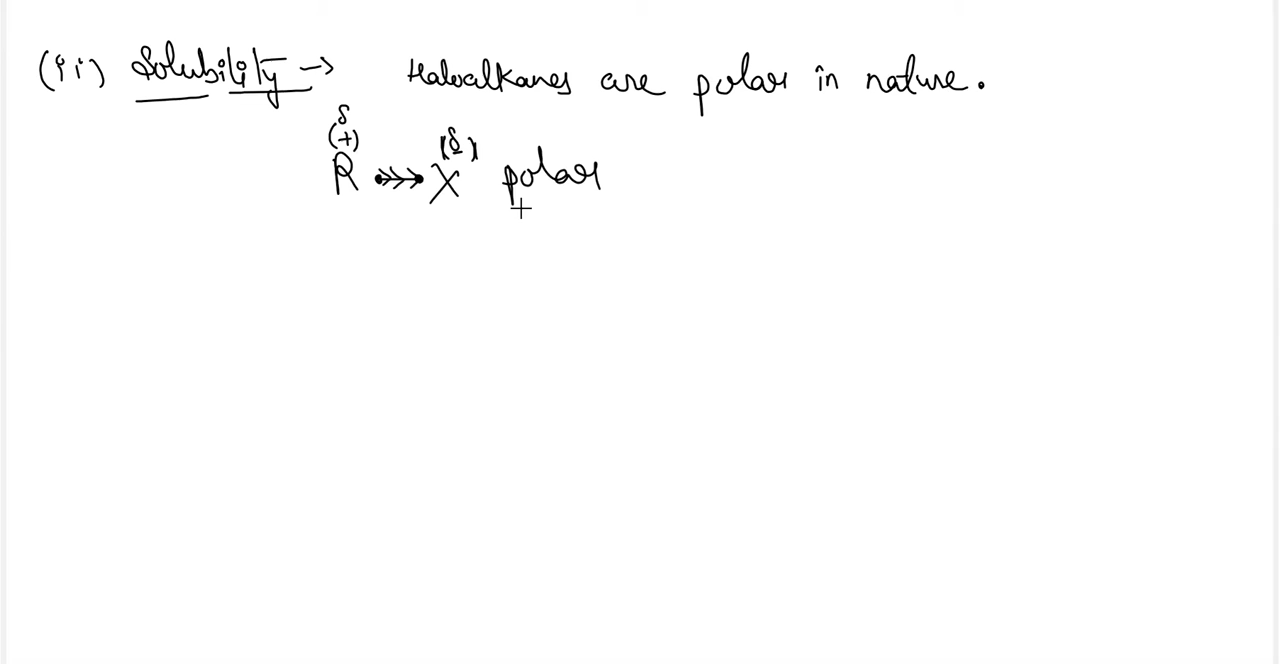 (ii) Solubility → Haloalkanes are polar in nature.
δ
(+) (δ)
R →>>> X polar